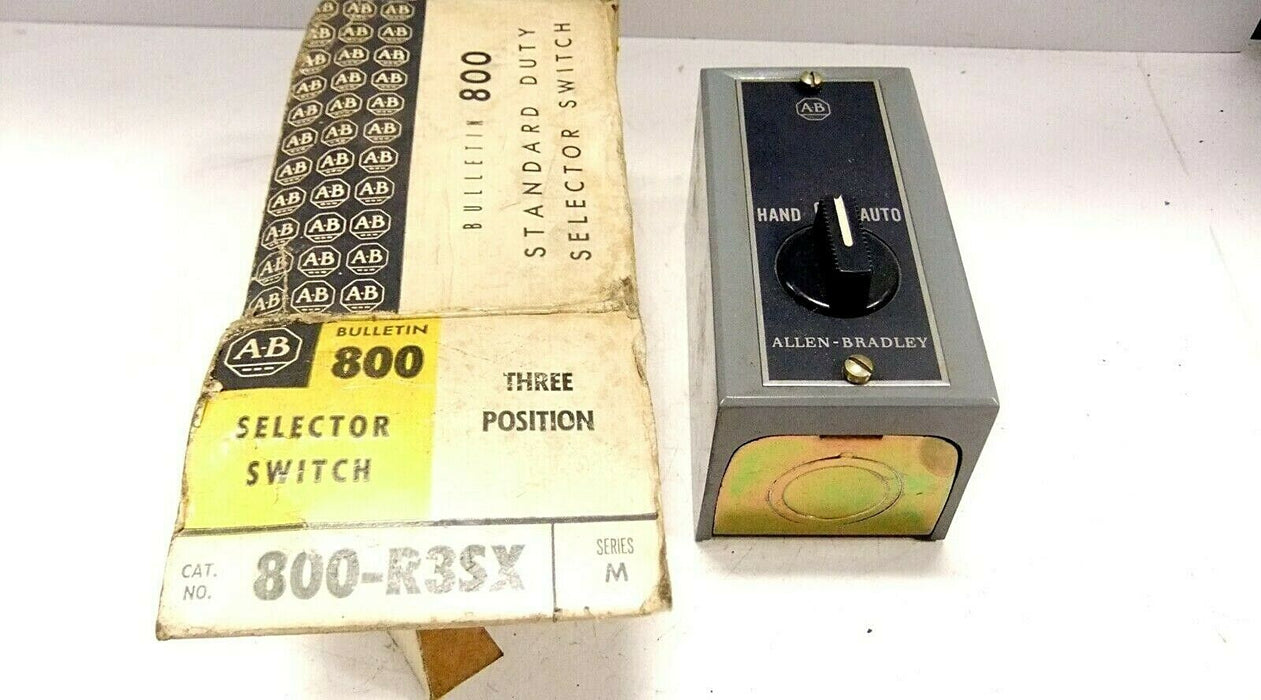 BULLETIN 800
STANDARD DUTY
SELECTOR SWITCH
A-B
BULLETIN
800
SELECTOR
SWITCH
THREE
POSITION
CAT.
NO.
800-R3SX
SERIES
M
A-B
HAND
AUTO
ALLEN-BRADLEY